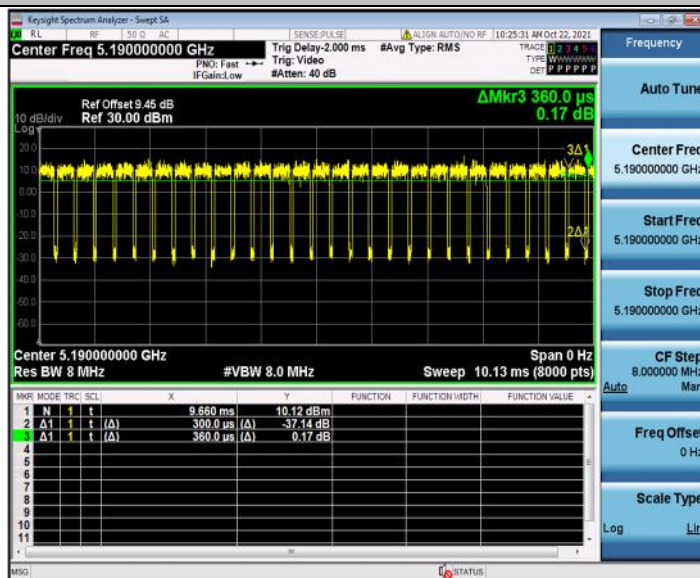 Keysight Spectrum Analyzer - Swept SA
RL RF 50 Ω AC SENSE:PULSE ALIGN AUTO/NO RF 10:25:31 AM Oct 22, 2021
Center Freq 5.190000000 GHz
PNO: Fast
IFGain:Low
Trig Delay-2.000 ms
Trig: Video
#Atten: 40 dB
#Avg Type: RMS
TRACE 1 2 3 4 5 6
TYPE WWWWWW
DET P P P P P P
Ref Offset 9.45 dB
Ref 30.00 dBm
ΔMkr3 360.0 µs
0.17 dB
10 dB/div
Log
20.0
10.0
0.00
-10.0
-20.0
-30.0
-40.0
-50.0
-60.0
3Δ1
2Δ1
Center 5.190000000 GHz
Span 0 Hz
Res BW 8 MHz
#VBW 8.0 MHz
Sweep 10.13 ms (8000 pts)
MKR MODE TRC SCL X Y FUNCTION FUNCTION WIDTH FUNCTION VALUE
1 N 1 t 9.660 ms 10.12 dBm
2 Δ1 1 t (Δ) 300.0 µs (Δ) -37.14 dB
3 Δ1 1 t (Δ) 360.0 µs (Δ) 0.17 dB
4
5
6
7
8
9
10
11
MSG
STATUS
Frequency
Auto Tune
Center Freq
5.190000000 GHz
Start Freq
5.190000000 GHz
Stop Freq
5.190000000 GHz
CF Step
8.000000 MHz
Auto Man
Freq Offset
0 Hz
Scale Type
Log Lin